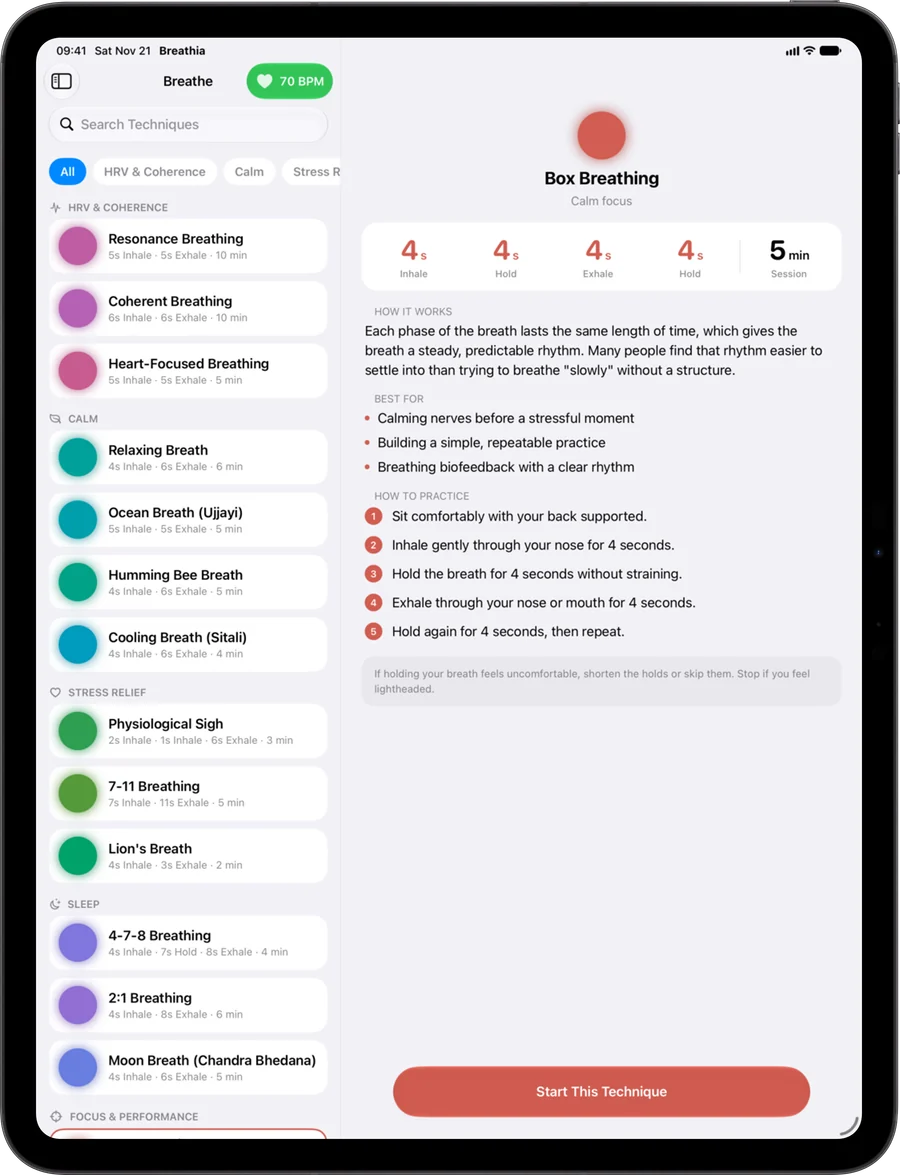 09:41 Sat Nov 21 Breathia
Breathe
70 BPM
Search Techniques
All
HRV & Coherence
Calm
Stress R
HRV & COHERENCE
Resonance Breathing
5s Inhale · 5s Exhale · 10 min
Coherent Breathing
6s Inhale · 6s Exhale · 10 min
Heart-Focused Breathing
5s Inhale · 5s Exhale · 5 min
CALM
Relaxing Breath
4s Inhale · 6s Exhale · 6 min
Ocean Breath (Ujjayi)
5s Inhale · 5s Exhale · 5 min
Humming Bee Breath
4s Inhale · 6s Exhale · 5 min
Cooling Breath (Sitali)
4s Inhale · 6s Exhale · 4 min
STRESS RELIEF
Physiological Sigh
2s Inhale · 1s Inhale · 6s Exhale · 3 min
7-11 Breathing
7s Inhale · 11s Exhale · 5 min
Lion's Breath
4s Inhale · 3s Exhale · 2 min
SLEEP
4-7-8 Breathing
4s Inhale · 7s Hold · 8s Exhale · 4 min
2:1 Breathing
4s Inhale · 8s Exhale · 6 min
Moon Breath (Chandra Bhedana)
4s Inhale · 6s Exhale · 5 min
FOCUS & PERFORMANCE
Box Breathing
Calm focus
4 s 4 s 4 s 4 s 5 min
Inhale Hold Exhale Hold Session
HOW IT WORKS
Each phase of the breath lasts the same length of time, which gives the
breath a steady, predictable rhythm. Many people find that rhythm easier to
settle into than trying to breathe "slowly" without a structure.
BEST FOR
• Calming nerves before a stressful moment
• Building a simple, repeatable practice
• Breathing biofeedback with a clear rhythm
HOW TO PRACTICE
1 Sit comfortably with your back supported.
2 Inhale gently through your nose for 4 seconds.
3 Hold the breath for 4 seconds without straining.
4 Exhale through your nose or mouth for 4 seconds.
5 Hold again for 4 seconds, then repeat.
If holding your breath feels uncomfortable, shorten the holds or skip them. Stop if you feel
lightheaded.
Start This Technique